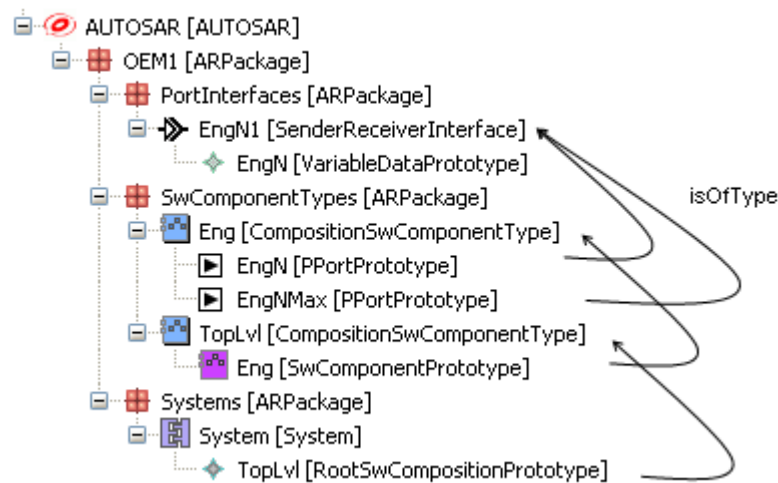 AUTOSAR [AUTOSAR]
OEM1 [ARPackage]
PortInterfaces [ARPackage]
EngN1 [SenderReceiverInterface]
EngN [VariableDataPrototype]
SwComponentTypes [ARPackage]
isOfType
Eng [CompositionSwComponentType]
EngN [PPortPrototype]
EngNMax [PPortPrototype]
TopLvl [CompositionSwComponentType]
Eng [SwComponentPrototype]
Systems [ARPackage]
System [System]
TopLvl [RootSwCompositionPrototype]